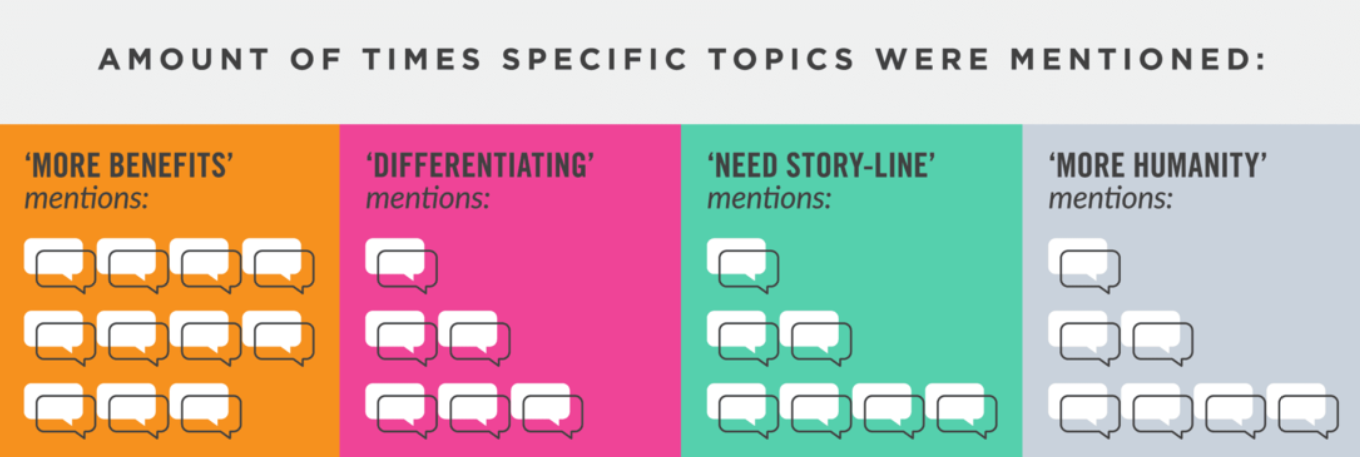 AMOUNT OF TIMES SPECIFIC TOPICS WERE MENTIONED:
‘MORE BENEFITS’
mentions:
‘DIFFERENTIATING’
mentions:
‘NEED STORY-LINE’
mentions:
‘MORE HUMANITY’
mentions: